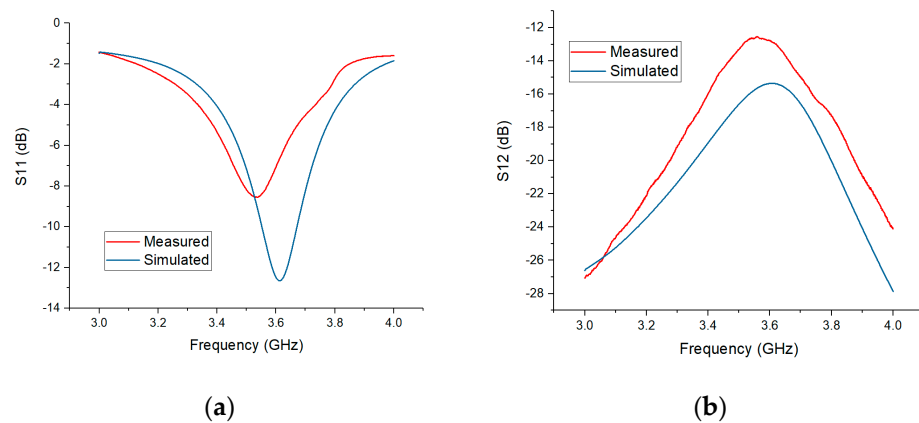 0
-2
-4
-6
-8
-10
-12
-14
S11 (dB)
Measured
Simulated
3.0 3.2 3.4 3.6 3.8 4.0
Frequency (GHz)
(a)
-12
-14
-16
-18
-20
-22
-24
-26
-28
S12 (dB)
Measured
Simulated
3.0 3.2 3.4 3.6 3.8 4.0
Frequency (GHz)
(b)